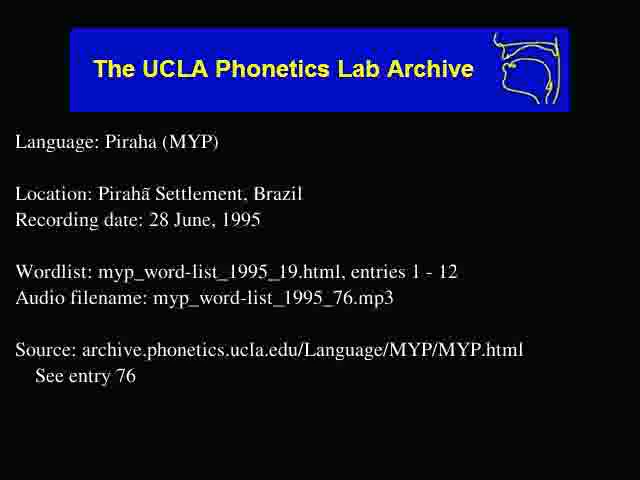 The UCLA Phonetics Lab Archive
Language: Piraha (MYP)
Location: Pirahã Settlement, Brazil
Recording date: 28 June, 1995
Wordlist: myp_word-list_1995_19.html, entries 1 - 12
Audio filename: myp_word-list_1995_76.mp3
Source: archive.phonetics.ucla.edu/Language/MYP/MYP.html
See entry 76